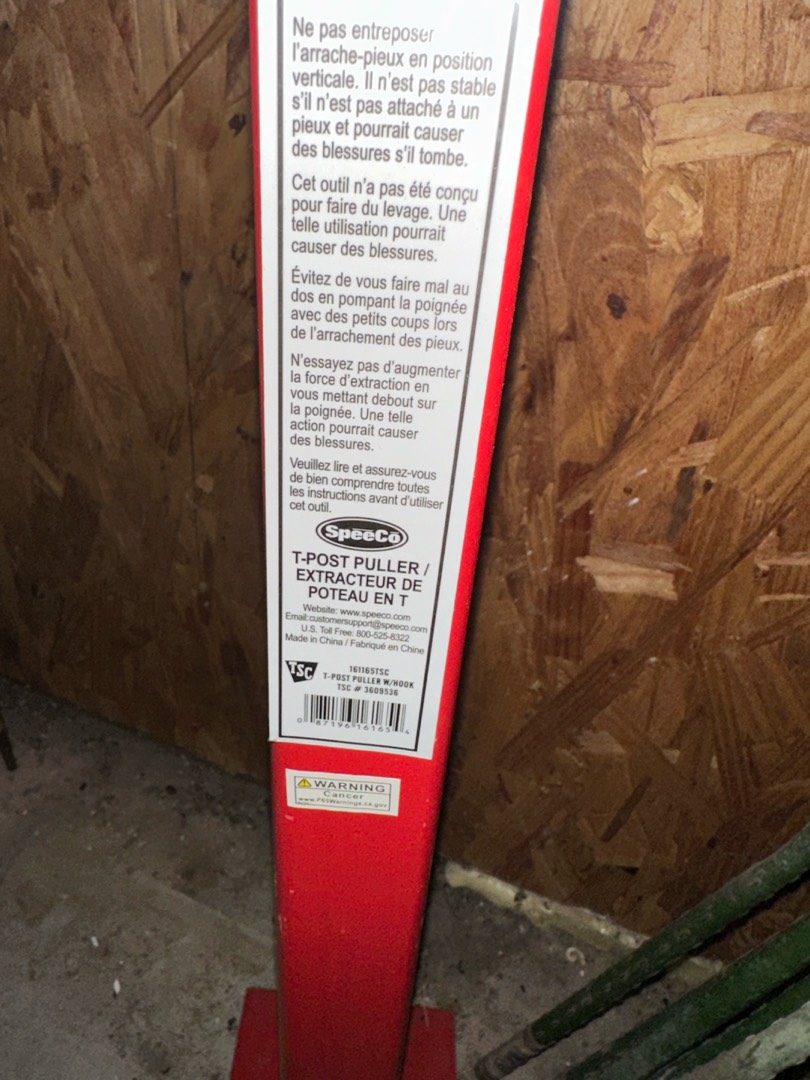 Ne pas entreposer
l'arrache-pieux en position
verticale. Il n'est pas stable
s'il n'est pas attaché à un
pieux et pourrait causer
des blessures s'il tombe.
Cet outil n'a pas été conçu
pour faire du levage. Une
telle utilisation pourrait
causer des blessures.
Évitez de vous faire mal au
dos en pompant la poignée
avec des petits coups lors
de l'arrachement des pieux.
N'essayez pas d'augmenter
la force d'extraction en
vous mettant debout sur
la poignée. Une telle
action pourrait causer
des blessures.
Veuillez lire et assurez-vous
de bien comprendre toutes
les instructions avant d'utiliser
cet outil.
SpeeCo
T-POST PULLER /
EXTRACTEUR DE
POTEAU EN T
Website: www.speeco.com
Email:customersupport@speeco.com
U.S. Toll Free: 800-525-8322
Made in China / Fabriqué en Chine
TSC
161165TSC
T-POST PULLER W/HOOK
TSC # 3609536
0 87196 16165 4
WARNING
Cancer
www.P65Warnings.ca.gov